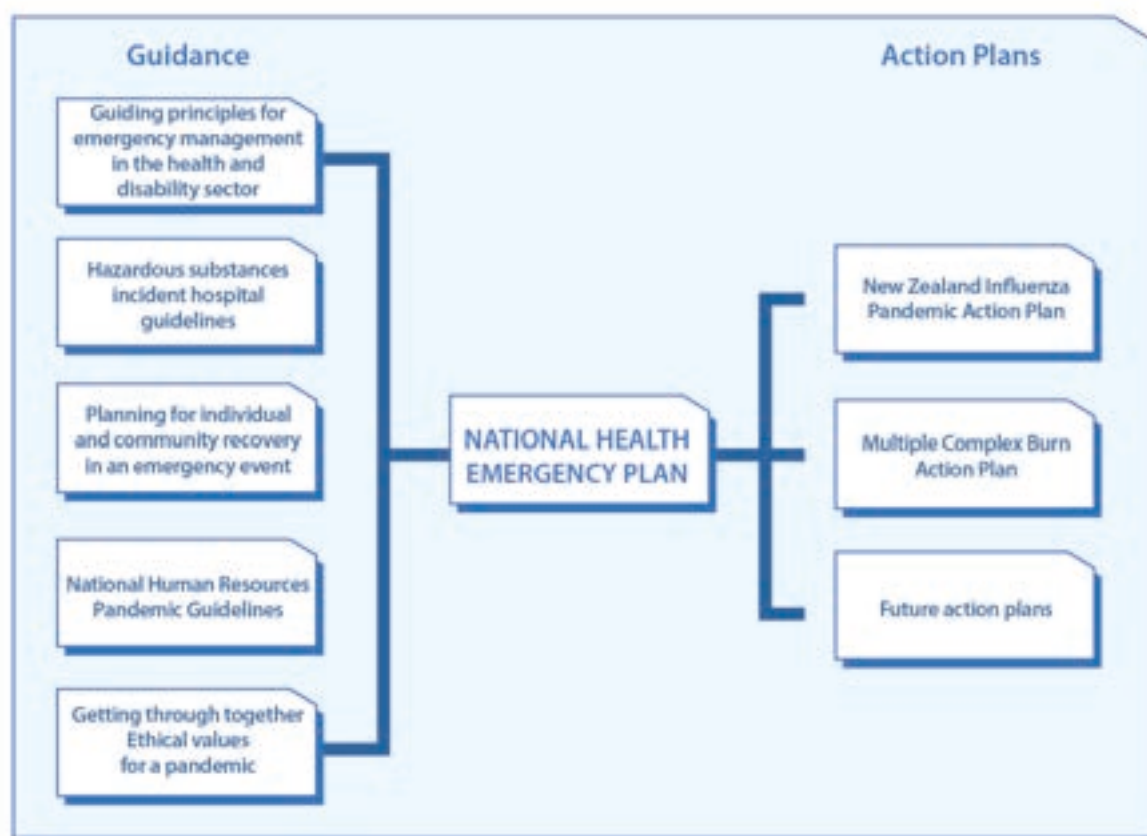 Guidance
Guiding principles for
emergency management
in the health and
disability sector
Hazardous substances
incident hospital
guidelines
Planning for individual
and community recovery
in an emergency event
National Human Resources
Pandemic Guidelines
Getting through together
Ethical values
for a pandemic
NATIONAL HEALTH
EMERGENCY PLAN
Action Plans
New Zealand Influenza
Pandemic Action Plan
Multiple Complex Burn
Action Plan
Future action plans